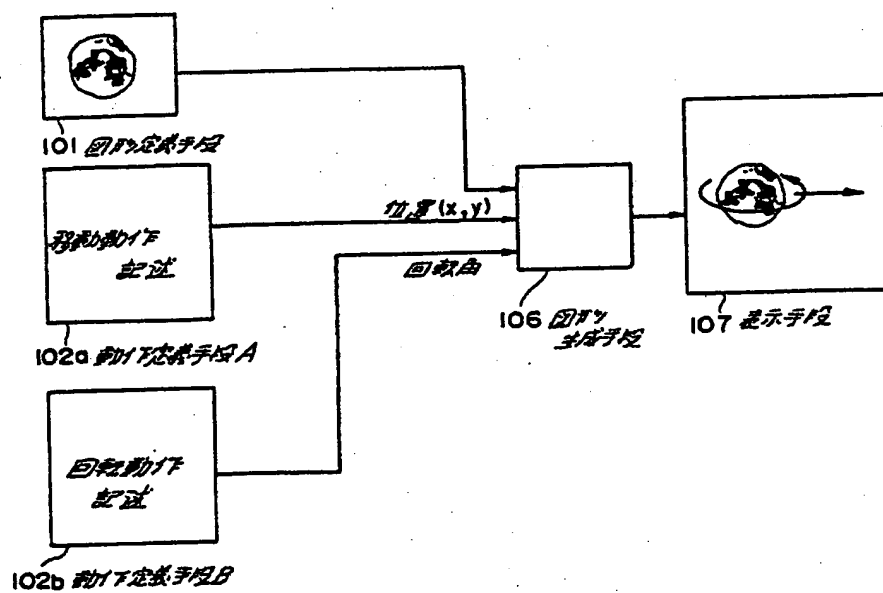 101 図形定義手段
移動動作
記述
102a 動作定義手段A
回転動作
記述
102b 動作定義手段B
位置(x,y)
回転角
106 図形
生成手段
107 表示手段